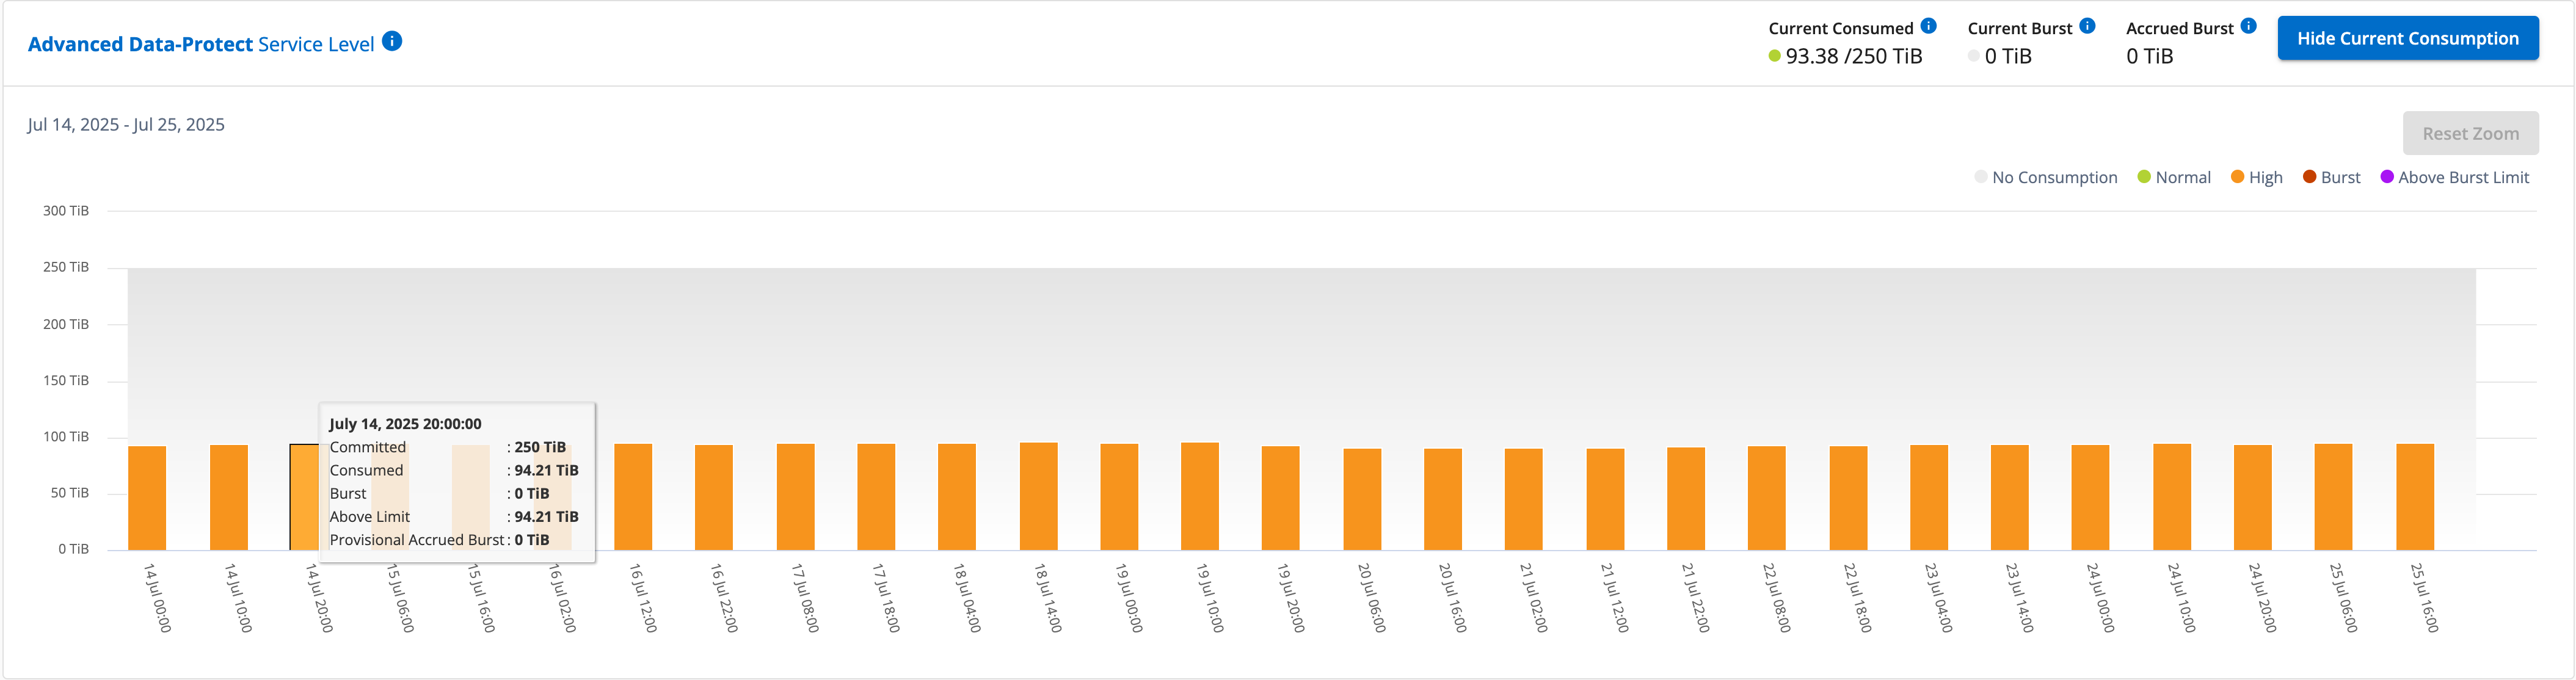 Advanced Data-Protect Service Level
Current Consumed
93.38 /250 TiB
Current Burst
0 TiB
Accrued Burst
0 TiB
Hide Current Consumption
Jul 14, 2025 - Jul 25, 2025
Reset Zoom
No Consumption
Normal
High
Burst
Above Burst Limit
300 TiB
250 TiB
200 TiB
150 TiB
100 TiB
50 TiB
0 TiB
July 14, 2025 20:00:00
Committed : 250 TiB
Consumed : 94.21 TiB
Burst : 0 TiB
Above Limit : 94.21 TiB
Provisional Accrued Burst : 0 TiB
14 Jul 00:00
14 Jul 10:00
14 Jul 20:00
15 Jul 06:00
15 Jul 16:00
16 Jul 02:00
16 Jul 12:00
16 Jul 22:00
17 Jul 08:00
17 Jul 18:00
18 Jul 04:00
18 Jul 14:00
19 Jul 00:00
19 Jul 10:00
19 Jul 20:00
20 Jul 06:00
20 Jul 16:00
21 Jul 02:00
21 Jul 12:00
21 Jul 22:00
22 Jul 08:00
22 Jul 18:00
23 Jul 04:00
23 Jul 14:00
24 Jul 00:00
24 Jul 10:00
24 Jul 20:00
25 Jul 06:00
25 Jul 16:00